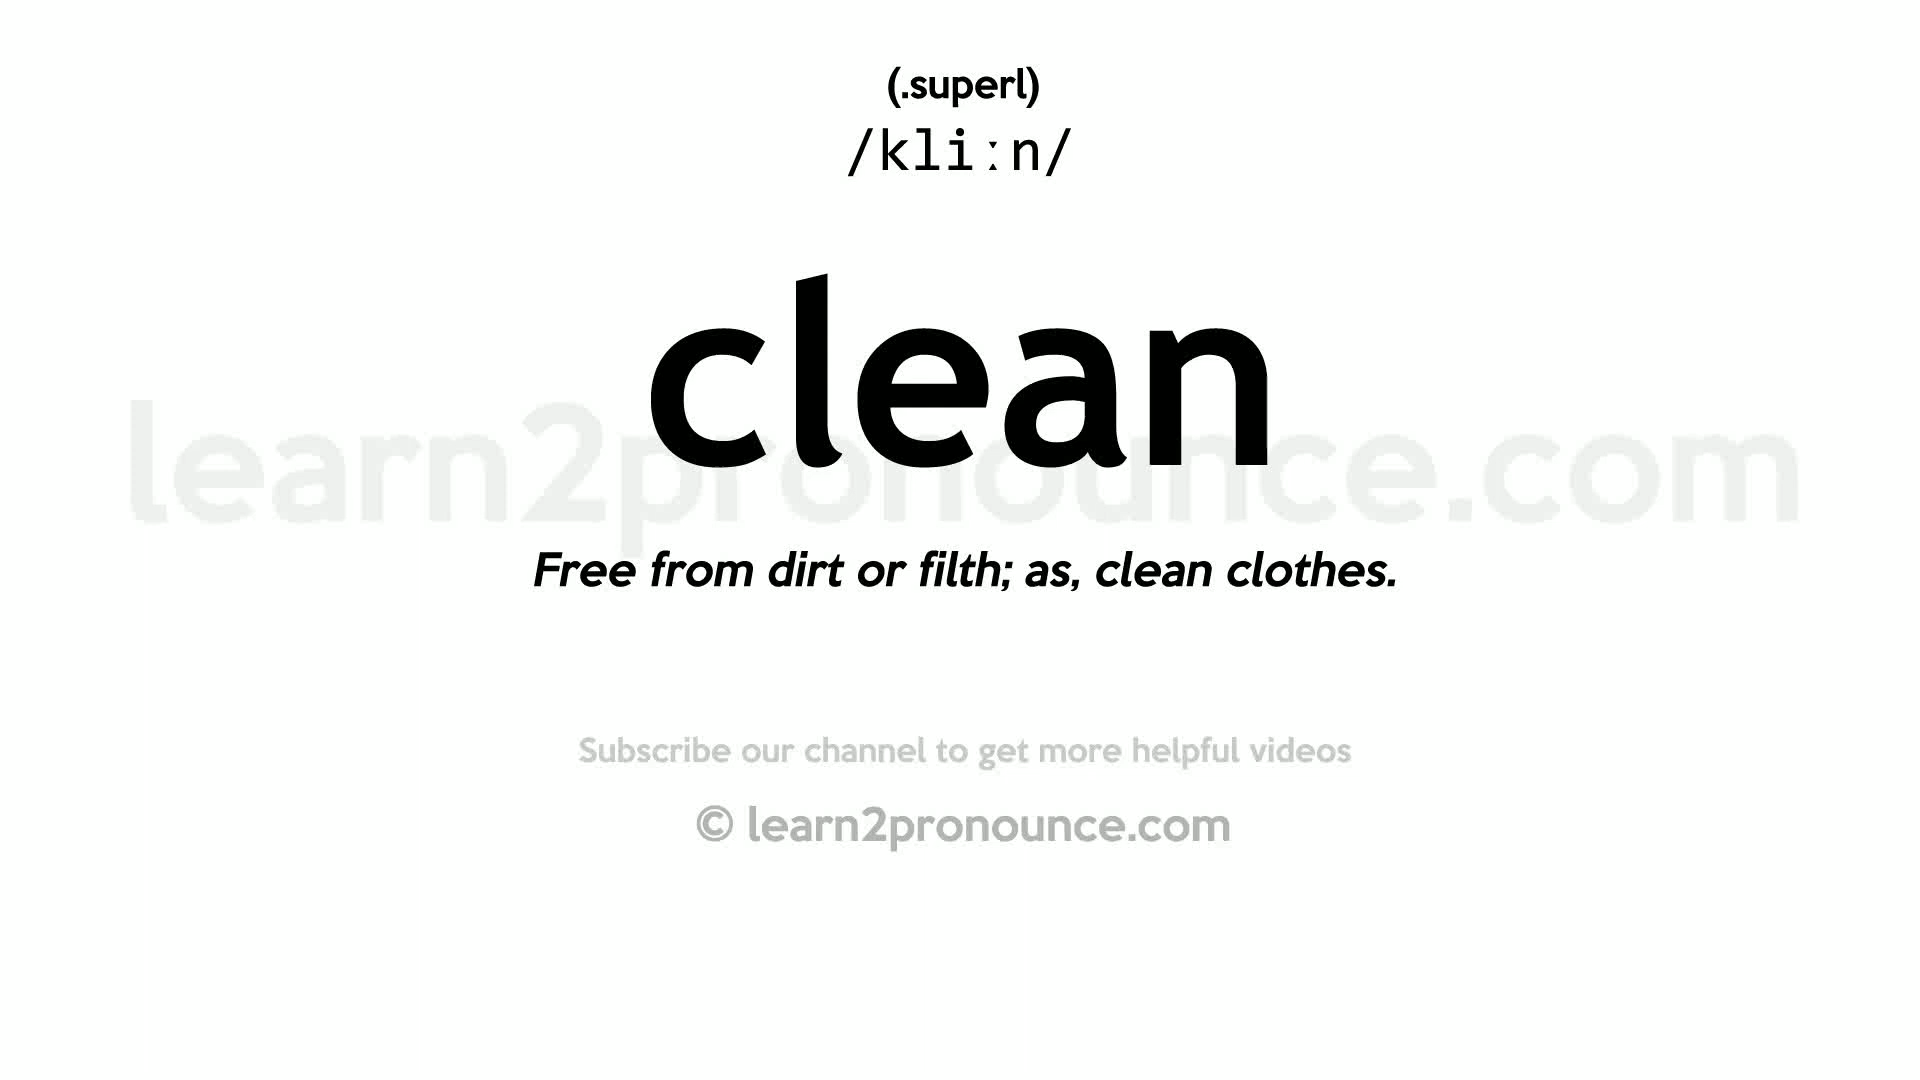 (.superl)
/kliːn/
clean
learn2pronounce.com
Free from dirt or filth; as, clean clothes.
Subscribe our channel to get more helpful videos
© learn2pronounce.com